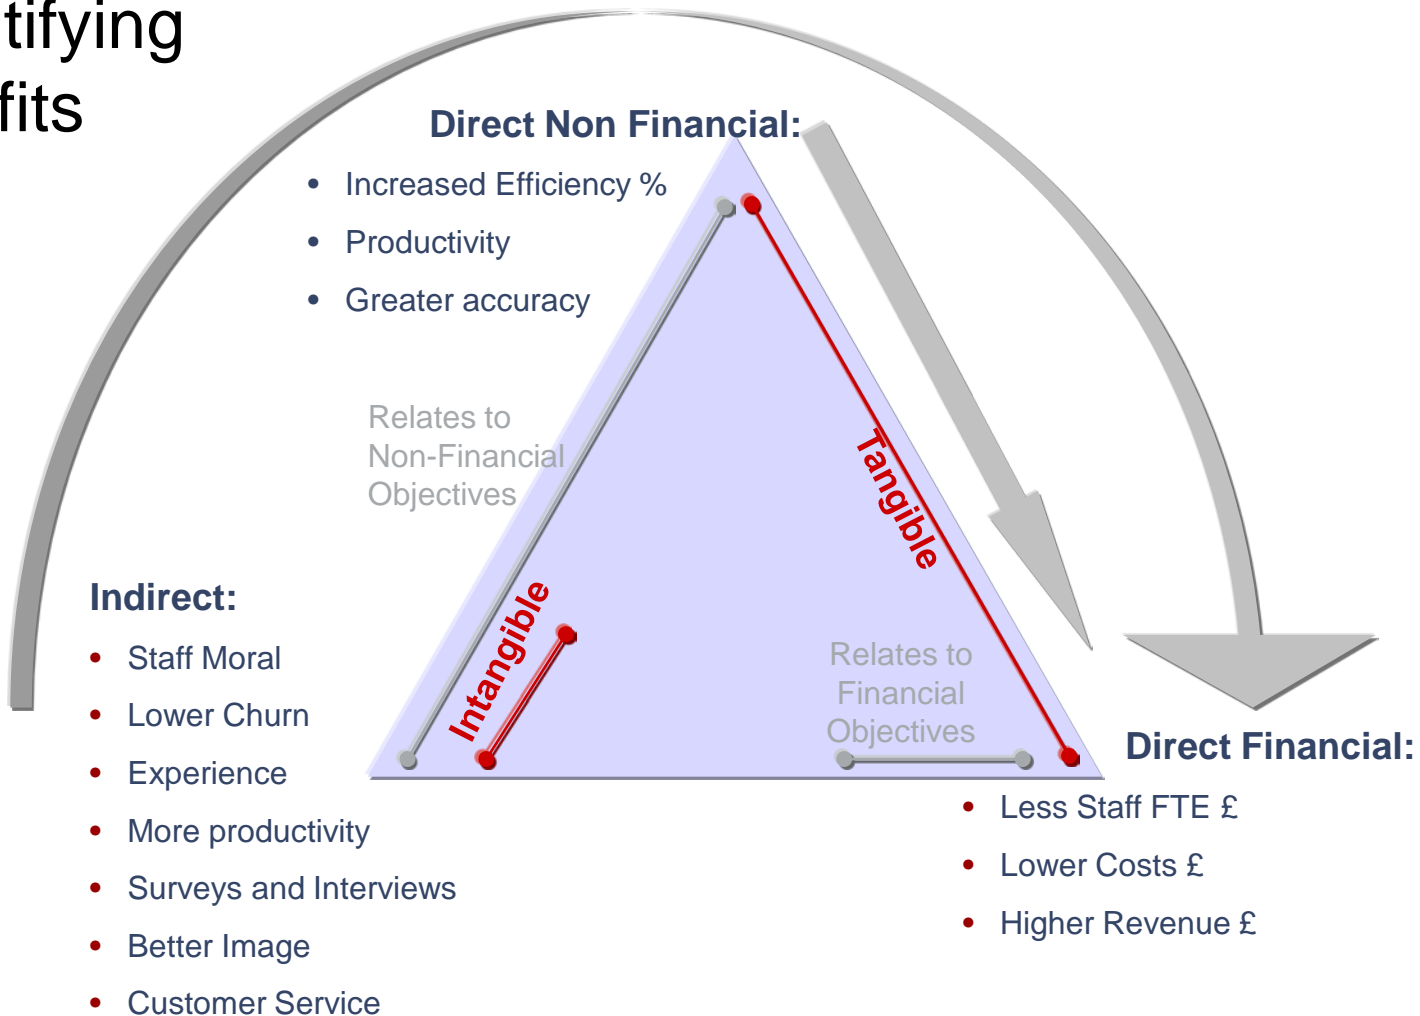 tifying
fits
Direct Non Financial:
• Increased Efficiency %
• Productivity
• Greater accuracy
Relates to
Non-Financial
Objectives
Tangible
Intangible
Indirect:
• Staff Moral
• Lower Churn
• Experience
• More productivity
• Surveys and Interviews
• Better Image
• Customer Service
Relates to
Financial
Objectives
Direct Financial:
• Less Staff FTE £
• Lower Costs £
• Higher Revenue £